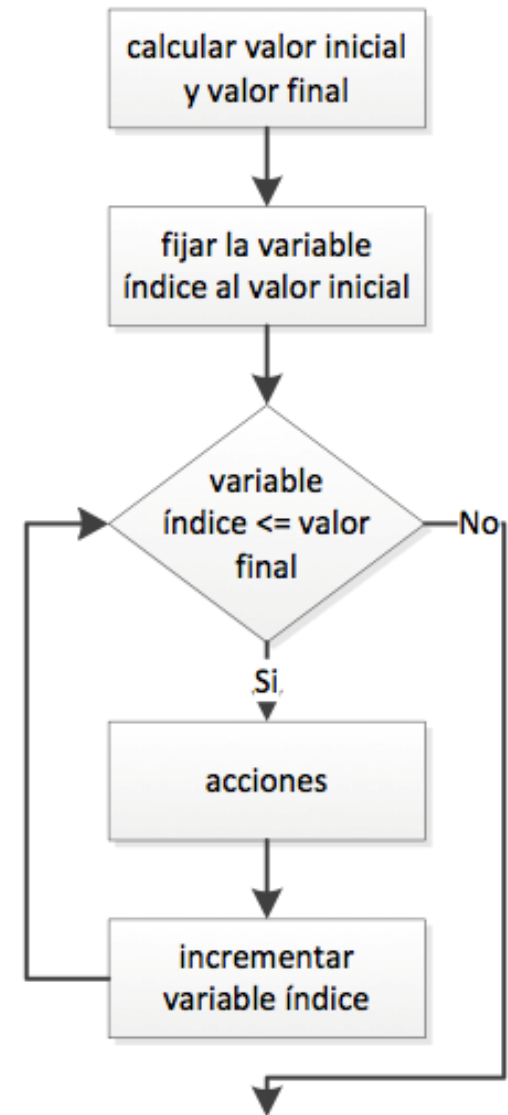 calcular valor inicial
y valor final
fijar la variable
índice al valor inicial
variable
índice <= valor
final
No
Si
acciones
incrementar
variable índice